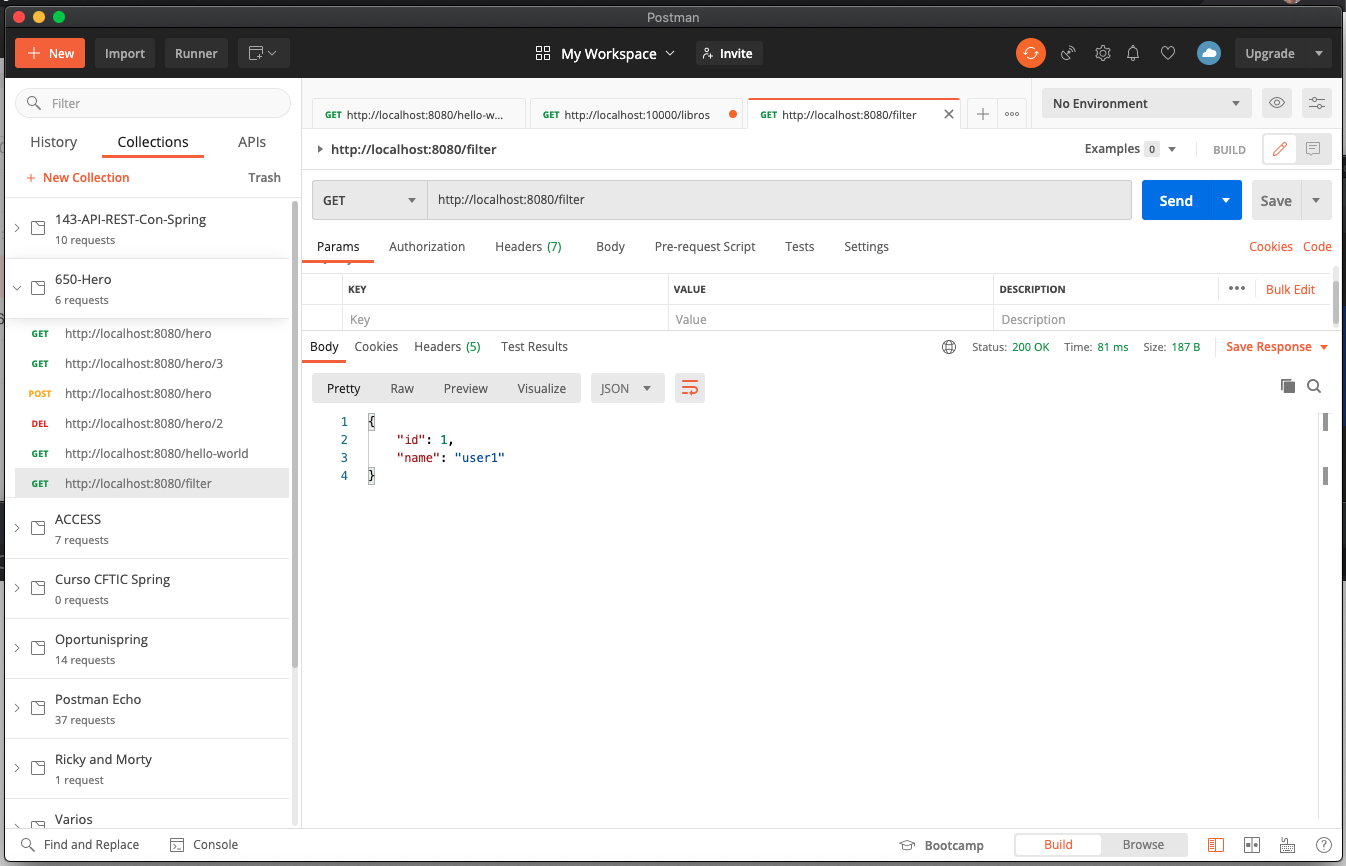 Postman
New Import Runner My Workspace Invite Upgrade
Filter
History Collections APIs
New Collection Trash
143-API-REST-Con-Spring
10 requests
650-Hero
6 requests
GET http://localhost:8080/hero
GET http://localhost:8080/hero/3
POST http://localhost:8080/hero
DEL http://localhost:8080/hero/2
GET http://localhost:8080/hello-world
GET http://localhost:8080/filter
ACCESS
7 requests
Curso CFTIC Spring
0 requests
Oportunispring
14 requests
Postman Echo
37 requests
Ricky and Morty
1 request
Varios
GET http://localhost:8080/hello-w... GET http://localhost:10000/libros GET http://localhost:8080/filter No Environment
http://localhost:8080/filter Examples 0 BUILD
GET http://localhost:8080/filter Send Save
Params Authorization Headers (7) Body Pre-request Script Tests Settings Cookies Code
KEY VALUE DESCRIPTION Bulk Edit
Key Value Description
Body Cookies Headers (5) Test Results Status: 200 OK Time: 81 ms Size: 187 B Save Response
Pretty Raw Preview Visualize JSON
1 {
2 "id": 1,
3 "name": "user1"
4 }
Find and Replace Console Bootcamp Build Browse